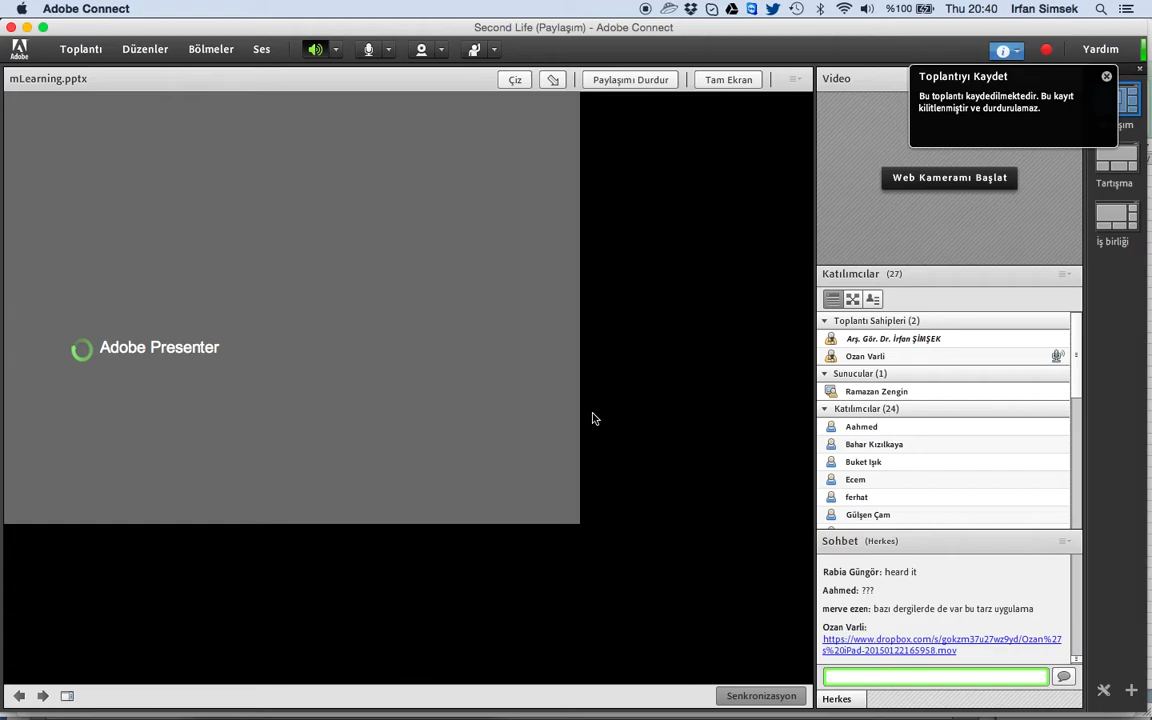 Adobe Connect
%100
Thu 20:40
Irfan Simsek
Second Life (Paylaşım) - Adobe Connect
Adobe
Toplantı
Düzenler
Bölmeler
Ses
Yardım
mLearning.pptx
Çiz
Paylaşımı Durdur
Tam Ekran
Video
Toplantıyı Kaydet
Bu toplantı kaydedilmektedir. Bu kayıt
kilitlenmiştir ve durdurulamaz.
Web Kameramı Başlat
Tartışma
İş birliği
Adobe Presenter
Katılımcılar (27)
Toplantı Sahipleri (2)
Arş. Gör. Dr. İrfan ŞİMŞEK
Ozan Varli
Sunucular (1)
Ramazan Zengin
Katılımcılar (24)
Aahmed
Bahar Kızılkaya
Buket Işık
Ecem
ferhat
Gülşen Çam
Sohbet (Herkes)
Rabia Güngör: heard it
Aahmed: ???
merve ezen: bazı dergilerde de var bu tarz uygulama
Ozan Varli:
https://www.dropbox.com/s/gokzm37u27wz9yd/Ozan%27
s%20iPad-20150122165958.mov
Herkes
Senkronizasyon